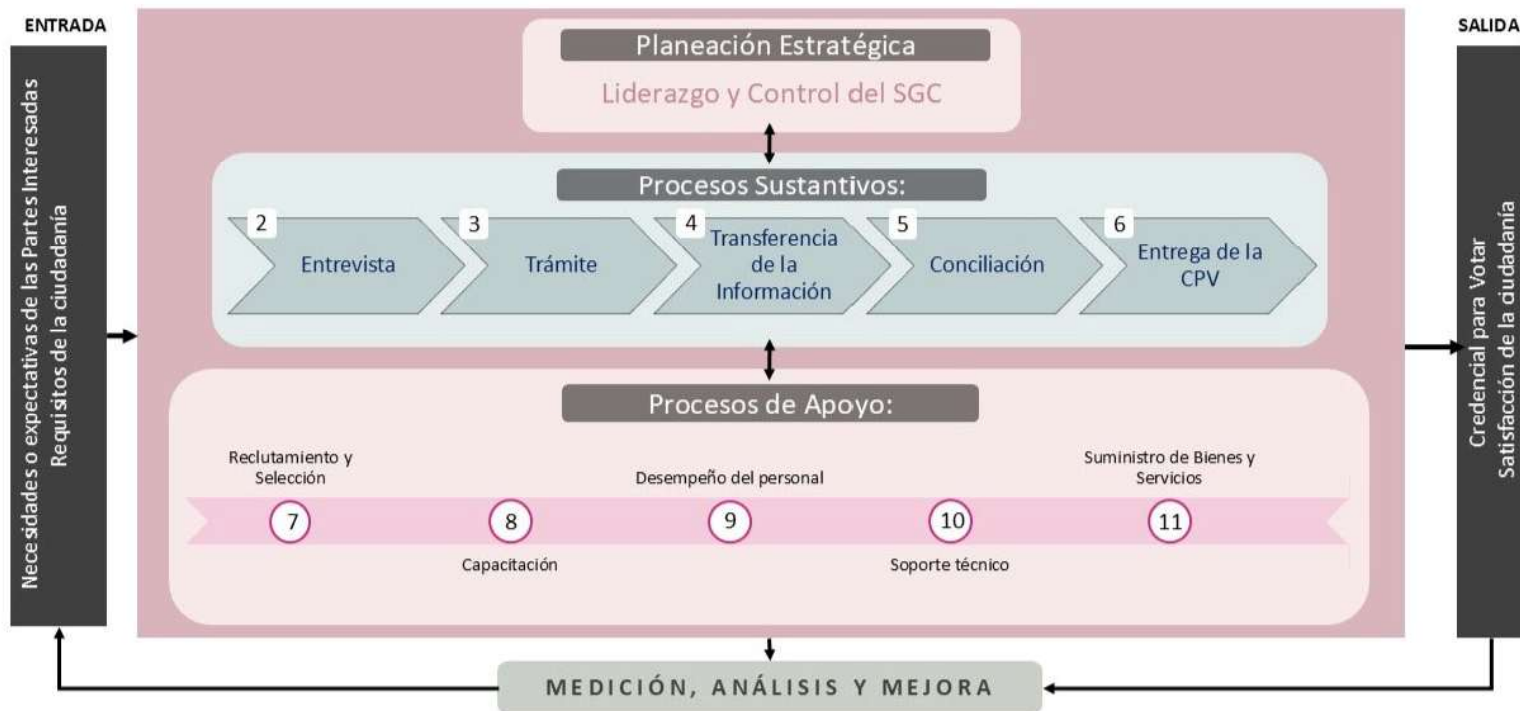 ENTRADA
SALIDA
Necesidades o expectativas de las Partes Interesadas
Requisitos de la ciudadanía
Planeación Estratégica
Liderazgo y Control del SGC
Procesos Sustantivos:
2
Entrevista
3
Trámite
4
Transferencia
de la
Información
5
Conciliación
6
Entrega de la
CPV
Procesos de Apoyo:
Reclutamiento y
Selección
7
8
Capacitación
Desempeño del personal
9
10
Soporte técnico
Suministro de Bienes y
Servicios
11
Credencial para Votar
Satisfacción de la ciudadanía
MEDICIÓN, ANÁLISIS Y MEJORA